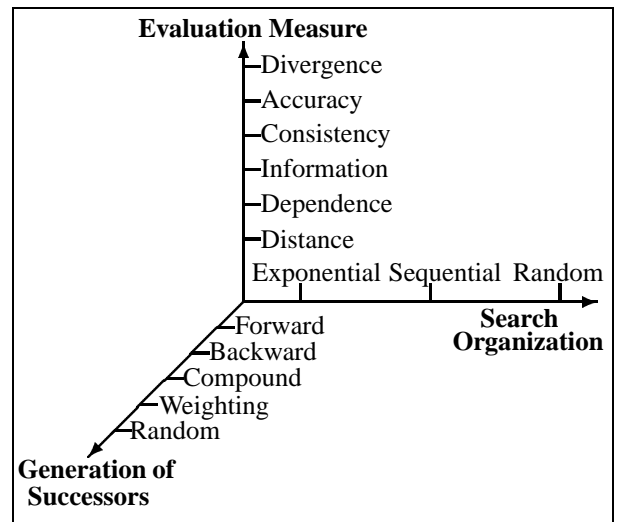 Evaluation Measure
Divergence
Accuracy
Consistency
Information
Dependence
Distance
Exponential Sequential Random
Search
Organization
Forward
Backward
Compound
Weighting
Random
Generation of
Successors